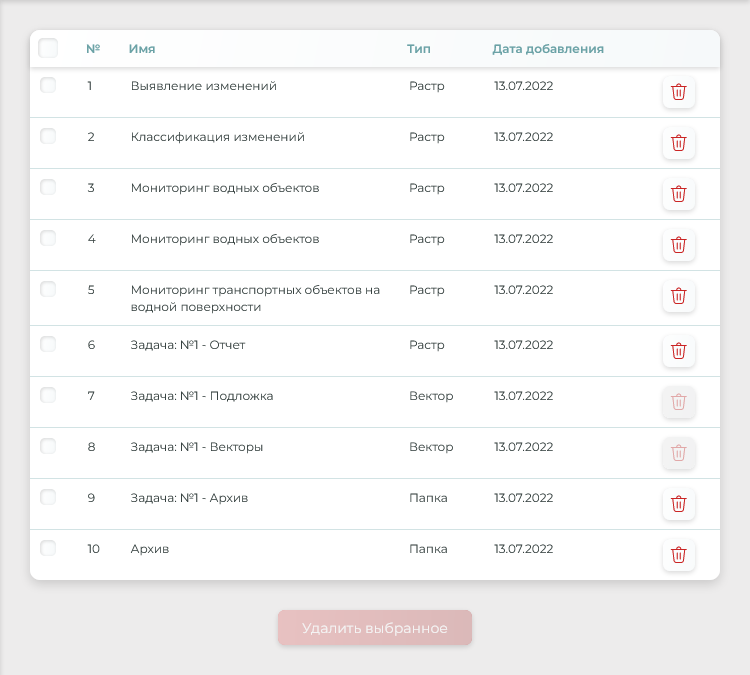 № Имя Тип Дата добавления
1 Выявление изменений Растр 13.07.2022
2 Классификация изменений Растр 13.07.2022
3 Мониторинг водных объектов Растр 13.07.2022
4 Мониторинг водных объектов Растр 13.07.2022
5 Мониторинг транспортных объектов на Растр 13.07.2022
водной поверхности
6 Задача: №1 - Отчет Растр 13.07.2022
7 Задача: №1 - Подложка Вектор 13.07.2022
8 Задача: №1 - Векторы Вектор 13.07.2022
9 Задача: №1 - Архив Папка 13.07.2022
10 Архив Папка 13.07.2022
Удалить выбранное